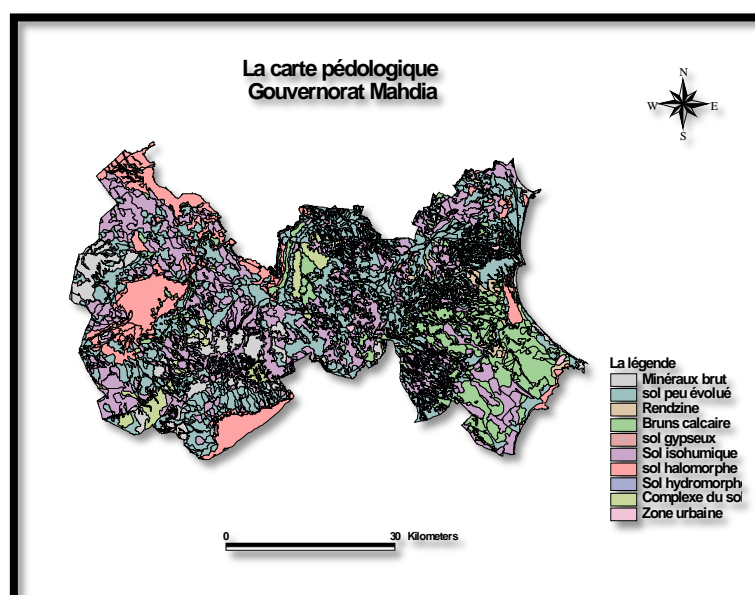 La carte pédologique
Gouvernorat Mahdia
N
W E
S
La légende
Minéraux brut
sol peu évolué
Rendzine
Bruns calcaire
sol gypseux
Sol isohumique
sol halomorphe
Sol hydromorph
Complexe du sol
Zone urbaine
0 30 Kilometers